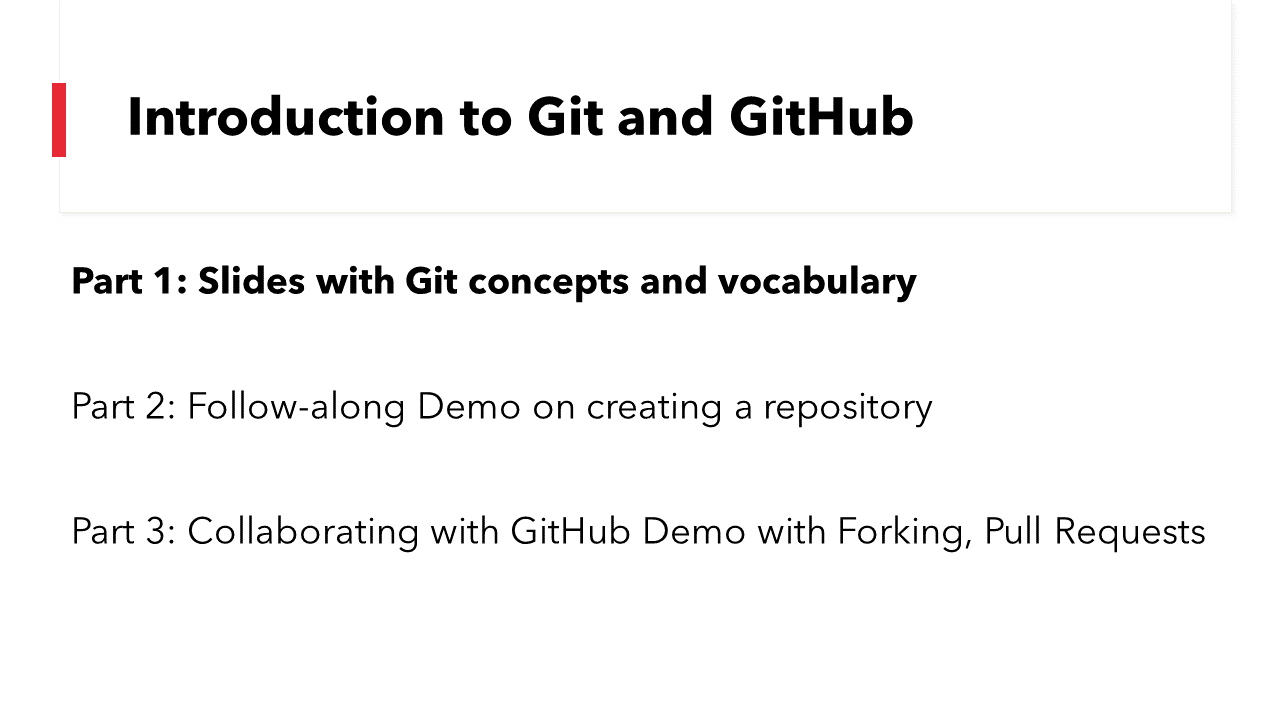 Introduction to Git and GitHub
Part 1: Slides with Git concepts and vocabulary
Part 2: Follow-along Demo on creating a repository
Part 3: Collaborating with GitHub Demo with Forking, Pull Requests